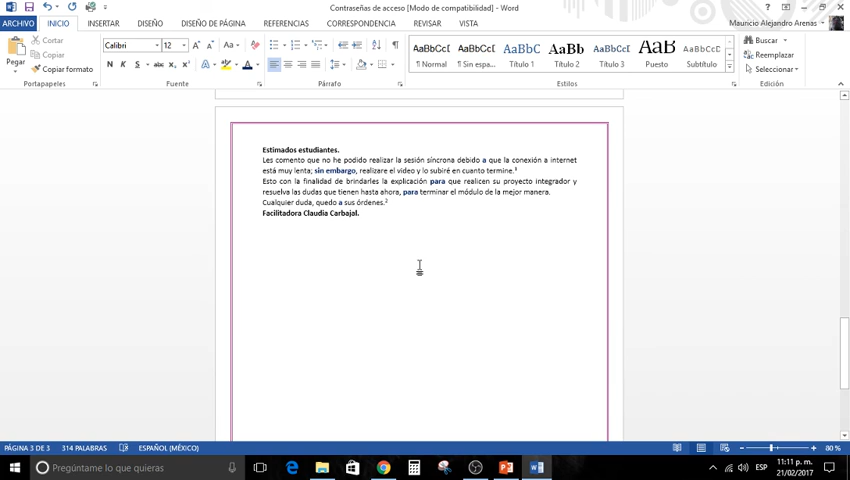 Contraseñas de acceso [Modo de compatibilidad] - Word
ARCHIVO INICIO INSERTAR DISEÑO DISEÑO DE PÁGINA REFERENCIAS CORRESPONDENCIA REVISAR VISTA
Mauricio Alejandro Arenas
Pegar
Cortar
Copiar
Copiar formato
Portapapeles
Calibri 12
N K S abc x₂ x²
Fuente
Párrafo
AaBbCcI AaBbCcI AaBbC AaBb AaBbCcI AaB AaBbCcD
¶ Normal ¶ Sin espa... Título 1 Título 2 Título 3 Puesto Subtítulo
Estilos
Buscar
Reemplazar
Seleccionar
Edición
Estimados estudiantes.
Les comento que no he podido realizar la sesión síncrona debido a que la conexión a internet
está muy lenta; sin embargo, realizare el video y lo subiré en cuanto termine.³
Esto con la finalidad de brindarles la explicación para que realicen su proyecto integrador y
resuelva las dudas que tienen hasta ahora, para terminar el módulo de la mejor manera.
Cualquier duda, quedo a sus órdenes.²
Facilitadora Claudia Carbajal.
PÁGINA 3 DE 3 314 PALABRAS ESPAÑOL (MÉXICO) 80 %
Pregúntame lo que quieras
ESP
11:11 p. m.
21/02/2017